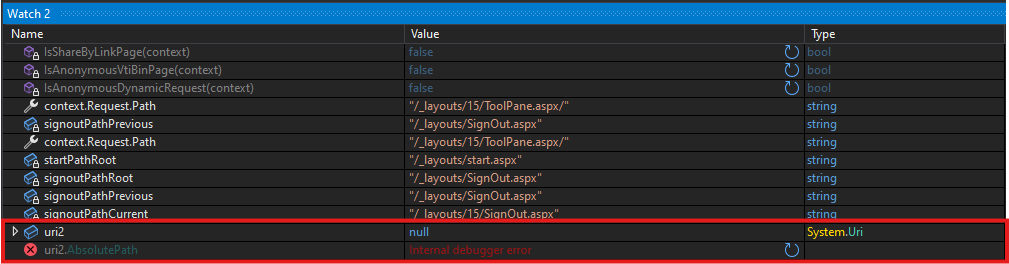 Watch 2
Name Value Type
IsShareByLinkPage(context) false bool
IsAnonymousVtiBinPage(context) false bool
IsAnonymousDynamicRequest(context) false bool
context.Request.Path "/_layouts/15/ToolPane.aspx/" string
signoutPathPrevious "/_layouts/SignOut.aspx" string
context.Request.Path "/_layouts/15/ToolPane.aspx/" string
startPathRoot "/_layouts/start.aspx" string
signoutPathRoot "/_layouts/SignOut.aspx" string
signoutPathPrevious "/_layouts/SignOut.aspx" string
signoutPathCurrent "/_layouts/15/SignOut.aspx" string
uri2 null System.Uri
uri2.AbsolutePath Internal debugger error